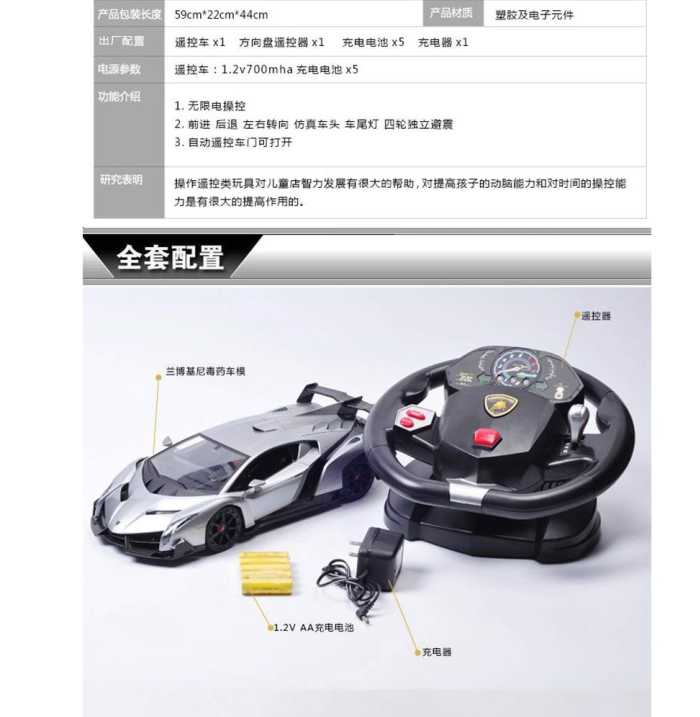 产品包装长度 59cm*22cm*44cm 产品材质 塑胶及电子元件
出厂配置 遥控车 x1 方向盘遥控器 x1 充电电池 x5 充电器 x1
电源参数 遥控车：1.2v700mha 充电电池 x5
功能介绍
1. 无限电操控
2. 前进 后退 左右转向 仿真车头 车尾灯 四轮独立避震
3. 自动遥控车门可打开
研究表明 操作遥控类玩具对儿童店智力发展有很大的帮助，对提高孩子的动脑能力和对时间的操控能
力是有很大的提高作用的。
全套配置
遥控器
兰博基尼毒药车模
1.2V AA充电电池
充电器